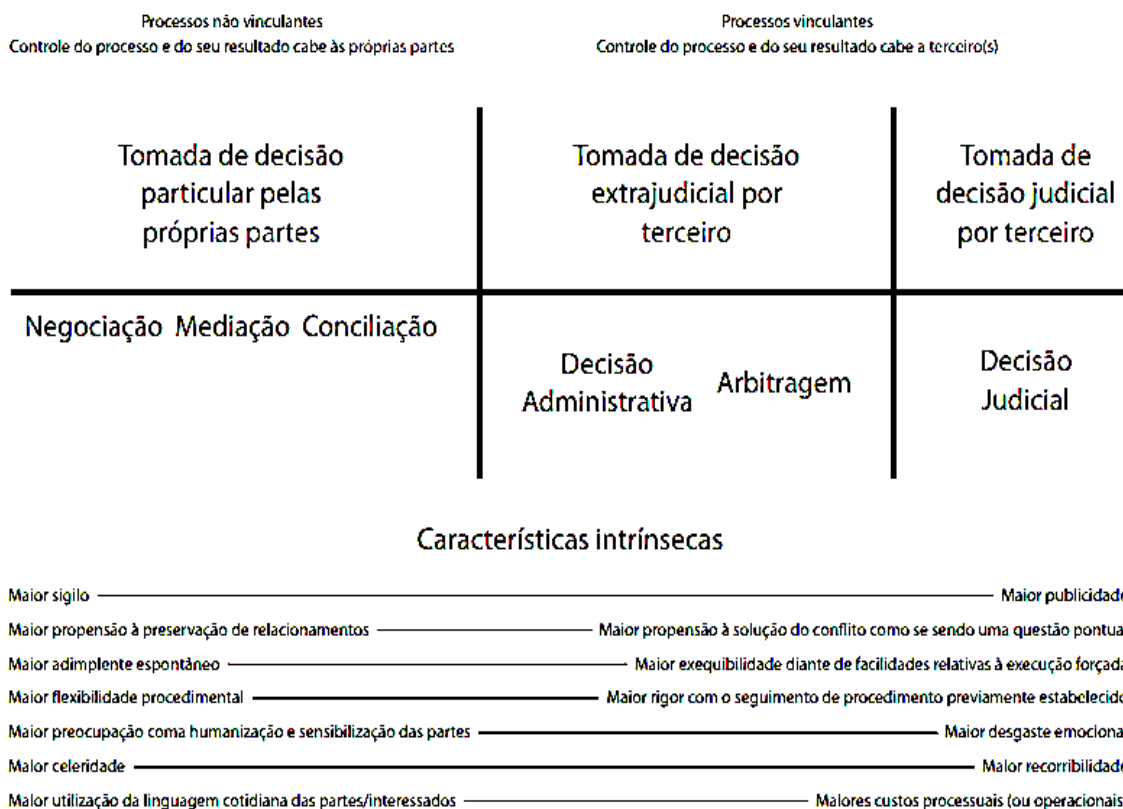 Processos não vinculantes
Controle do processo e do seu resultado cabe às próprias partes
Processos vinculantes
Controle do processo e do seu resultado cabe a terceiro(s)
Tomada de decisão
particular pelas
próprias partes
Tomada de decisão
extrajudicial por
terceiro
Tomada de
decisão judicial
por terceiro
Negociação Mediação Conciliação
Decisão
Administrativa
Arbitragem
Decisão
Judicial
Características intrínsecas
Maior sigilo Maior publicidade
Maior propensão à preservação de relacionamentos Maior propensão à solução do conflito como se sendo uma questão pontua
Maior adimplente espontâneo Maior exequibilidade diante de facilidades relativas à execução forçada
Maior flexibilidade procedimental Maior rigor com o seguimento de procedimento previamente estabelecido
Maior preocupação coma humanização e sensibilização das partes Maior desgaste emociona
Maior celeridade Maior recorribilidade
Maior utilização da linguagem cotidiana das partes/interessados Maiores custos processuais (ou operacionais